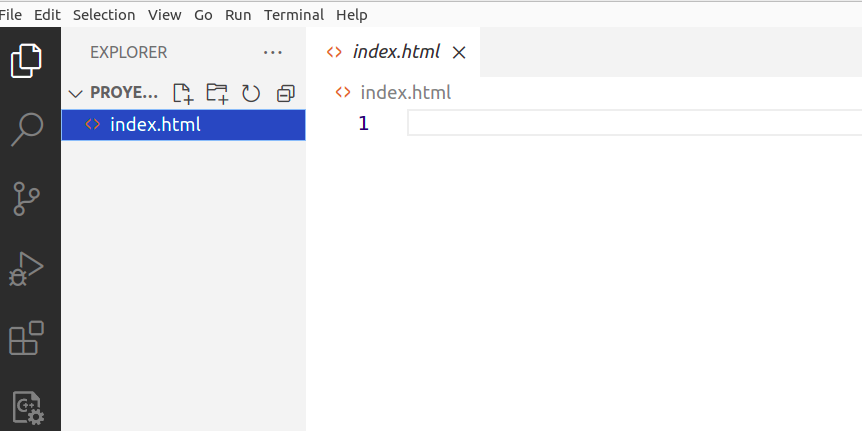 File Edit Selection View Go Run Terminal Help
EXPLORER ···
PROYE...
index.html
index.html
index.html
1